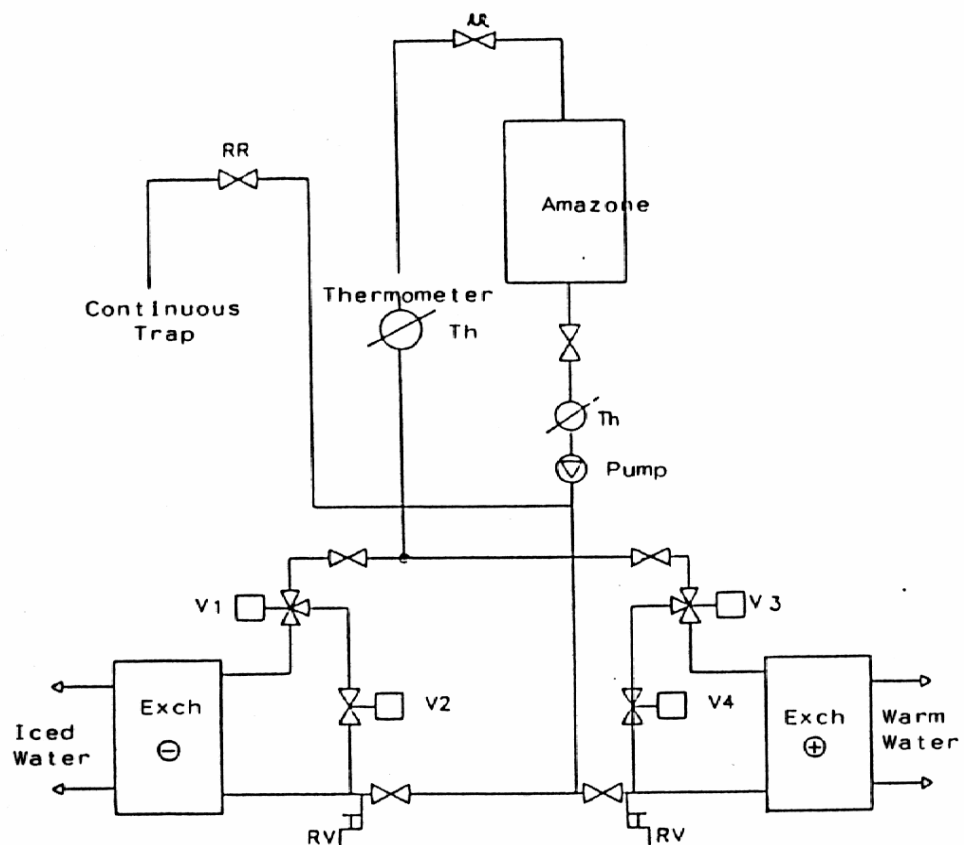 RR
Amazone
Continuous
Trap
Thermometer
Th
Th
Pump
V1
V3
V2
V4
Exch
⊖
Iced
Water
Exch
⊕
Warm
Water
RV
RV